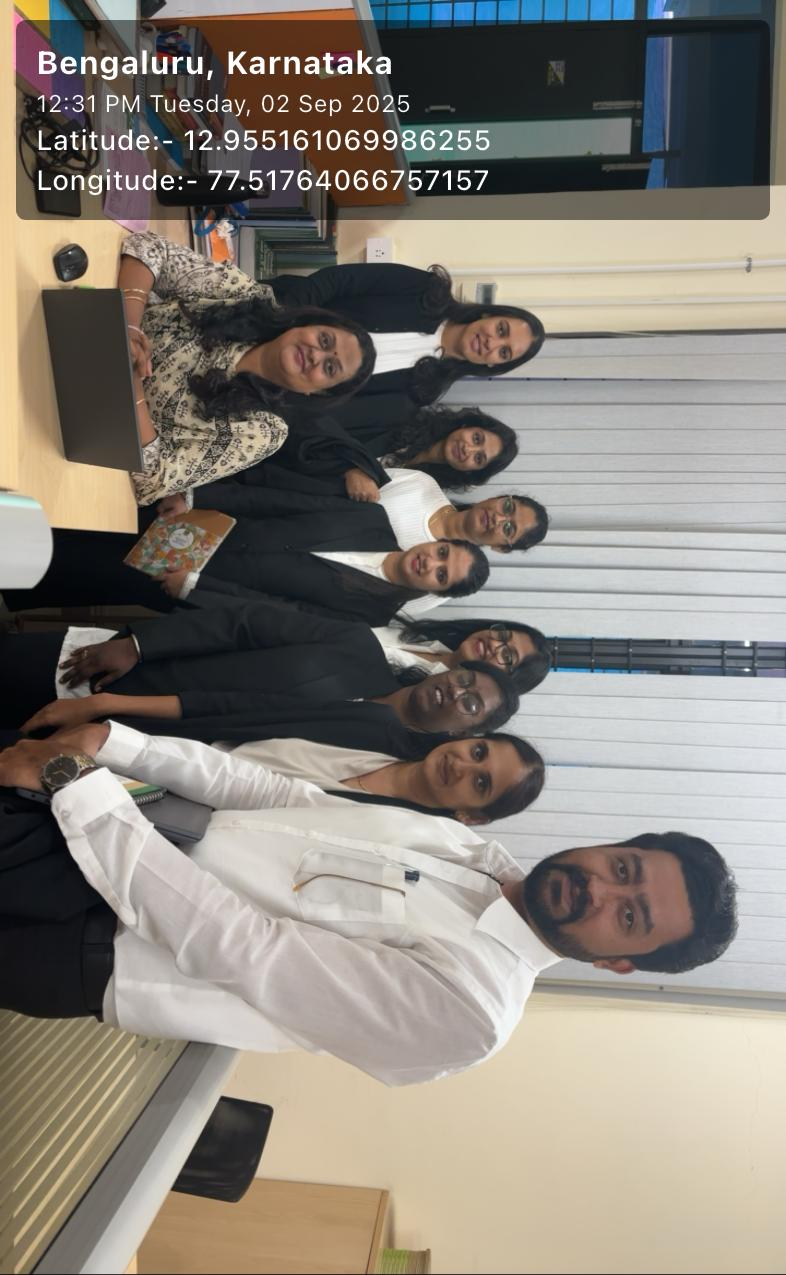 Bengaluru, Karnataka
12:31 PM Tuesday, 02 Sep 2025
Latitude:- 12.955161069986255
Longitude:- 77.51764066757157